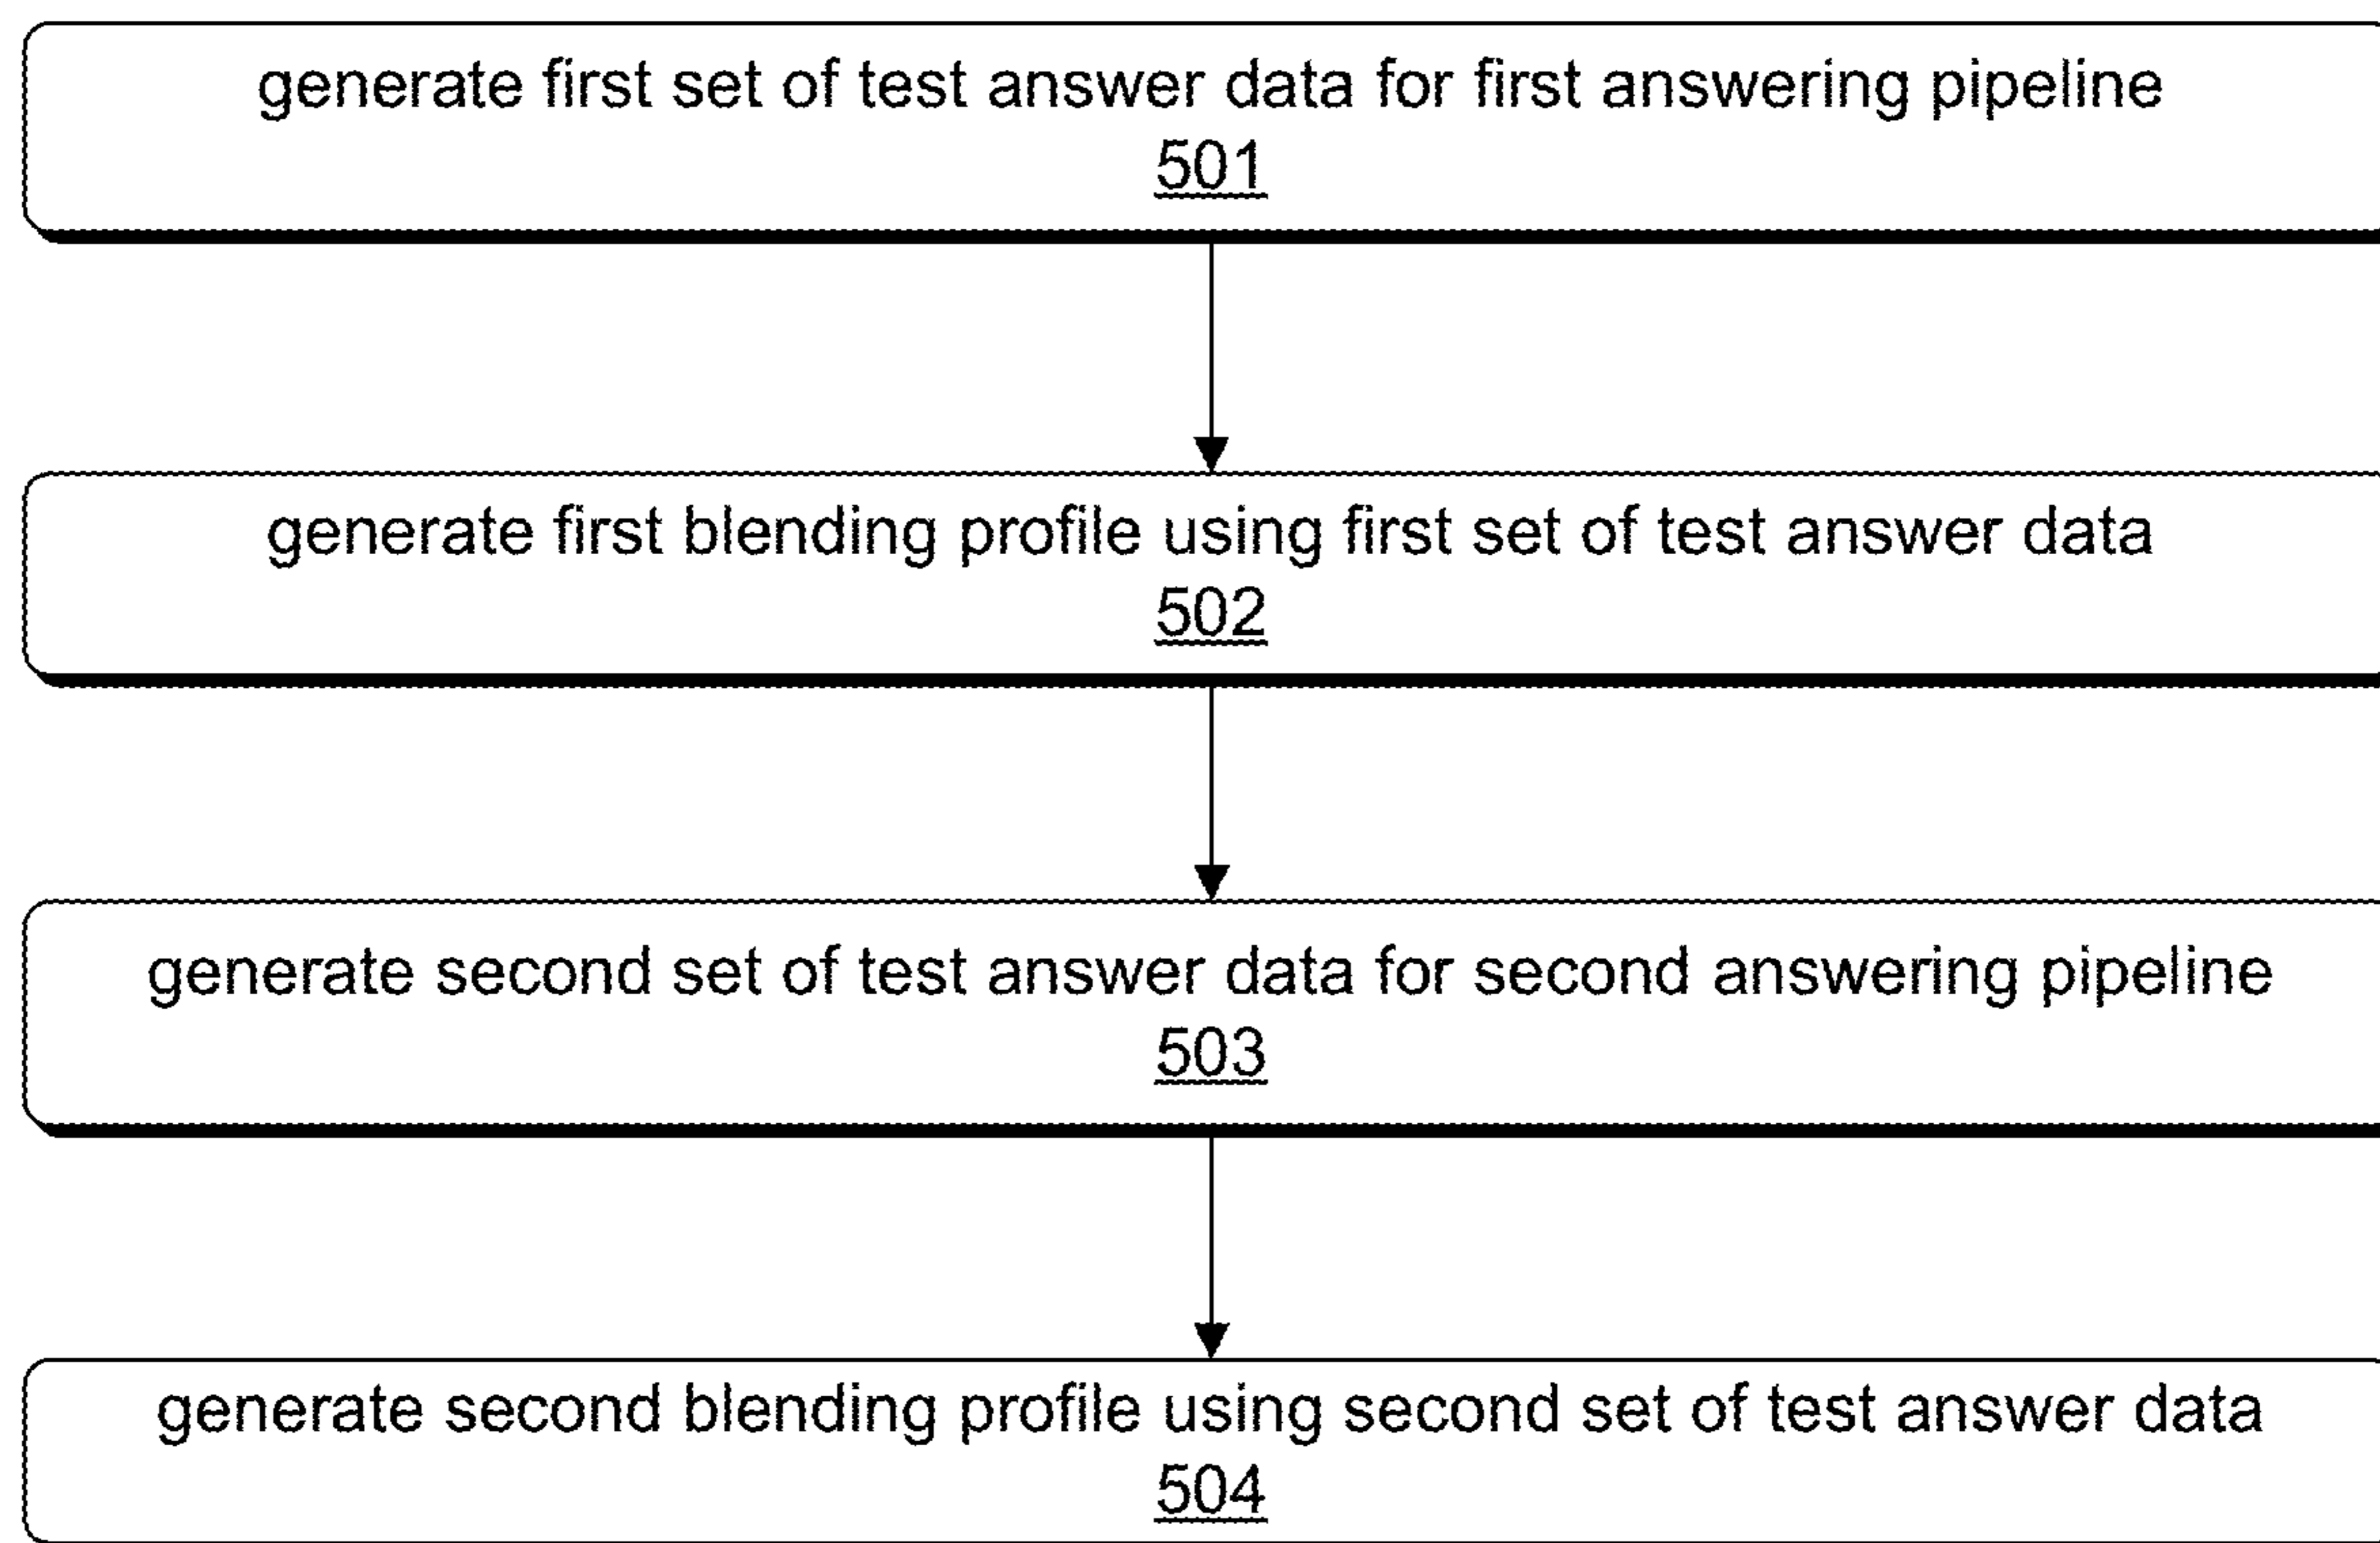 generate first set of test answer data for first answering pipeline
501
generate first blending profile using first set of test answer data
502
generate second set of test answer data for second answering pipeline
503
generate second blending profile using second set of test answer data
504